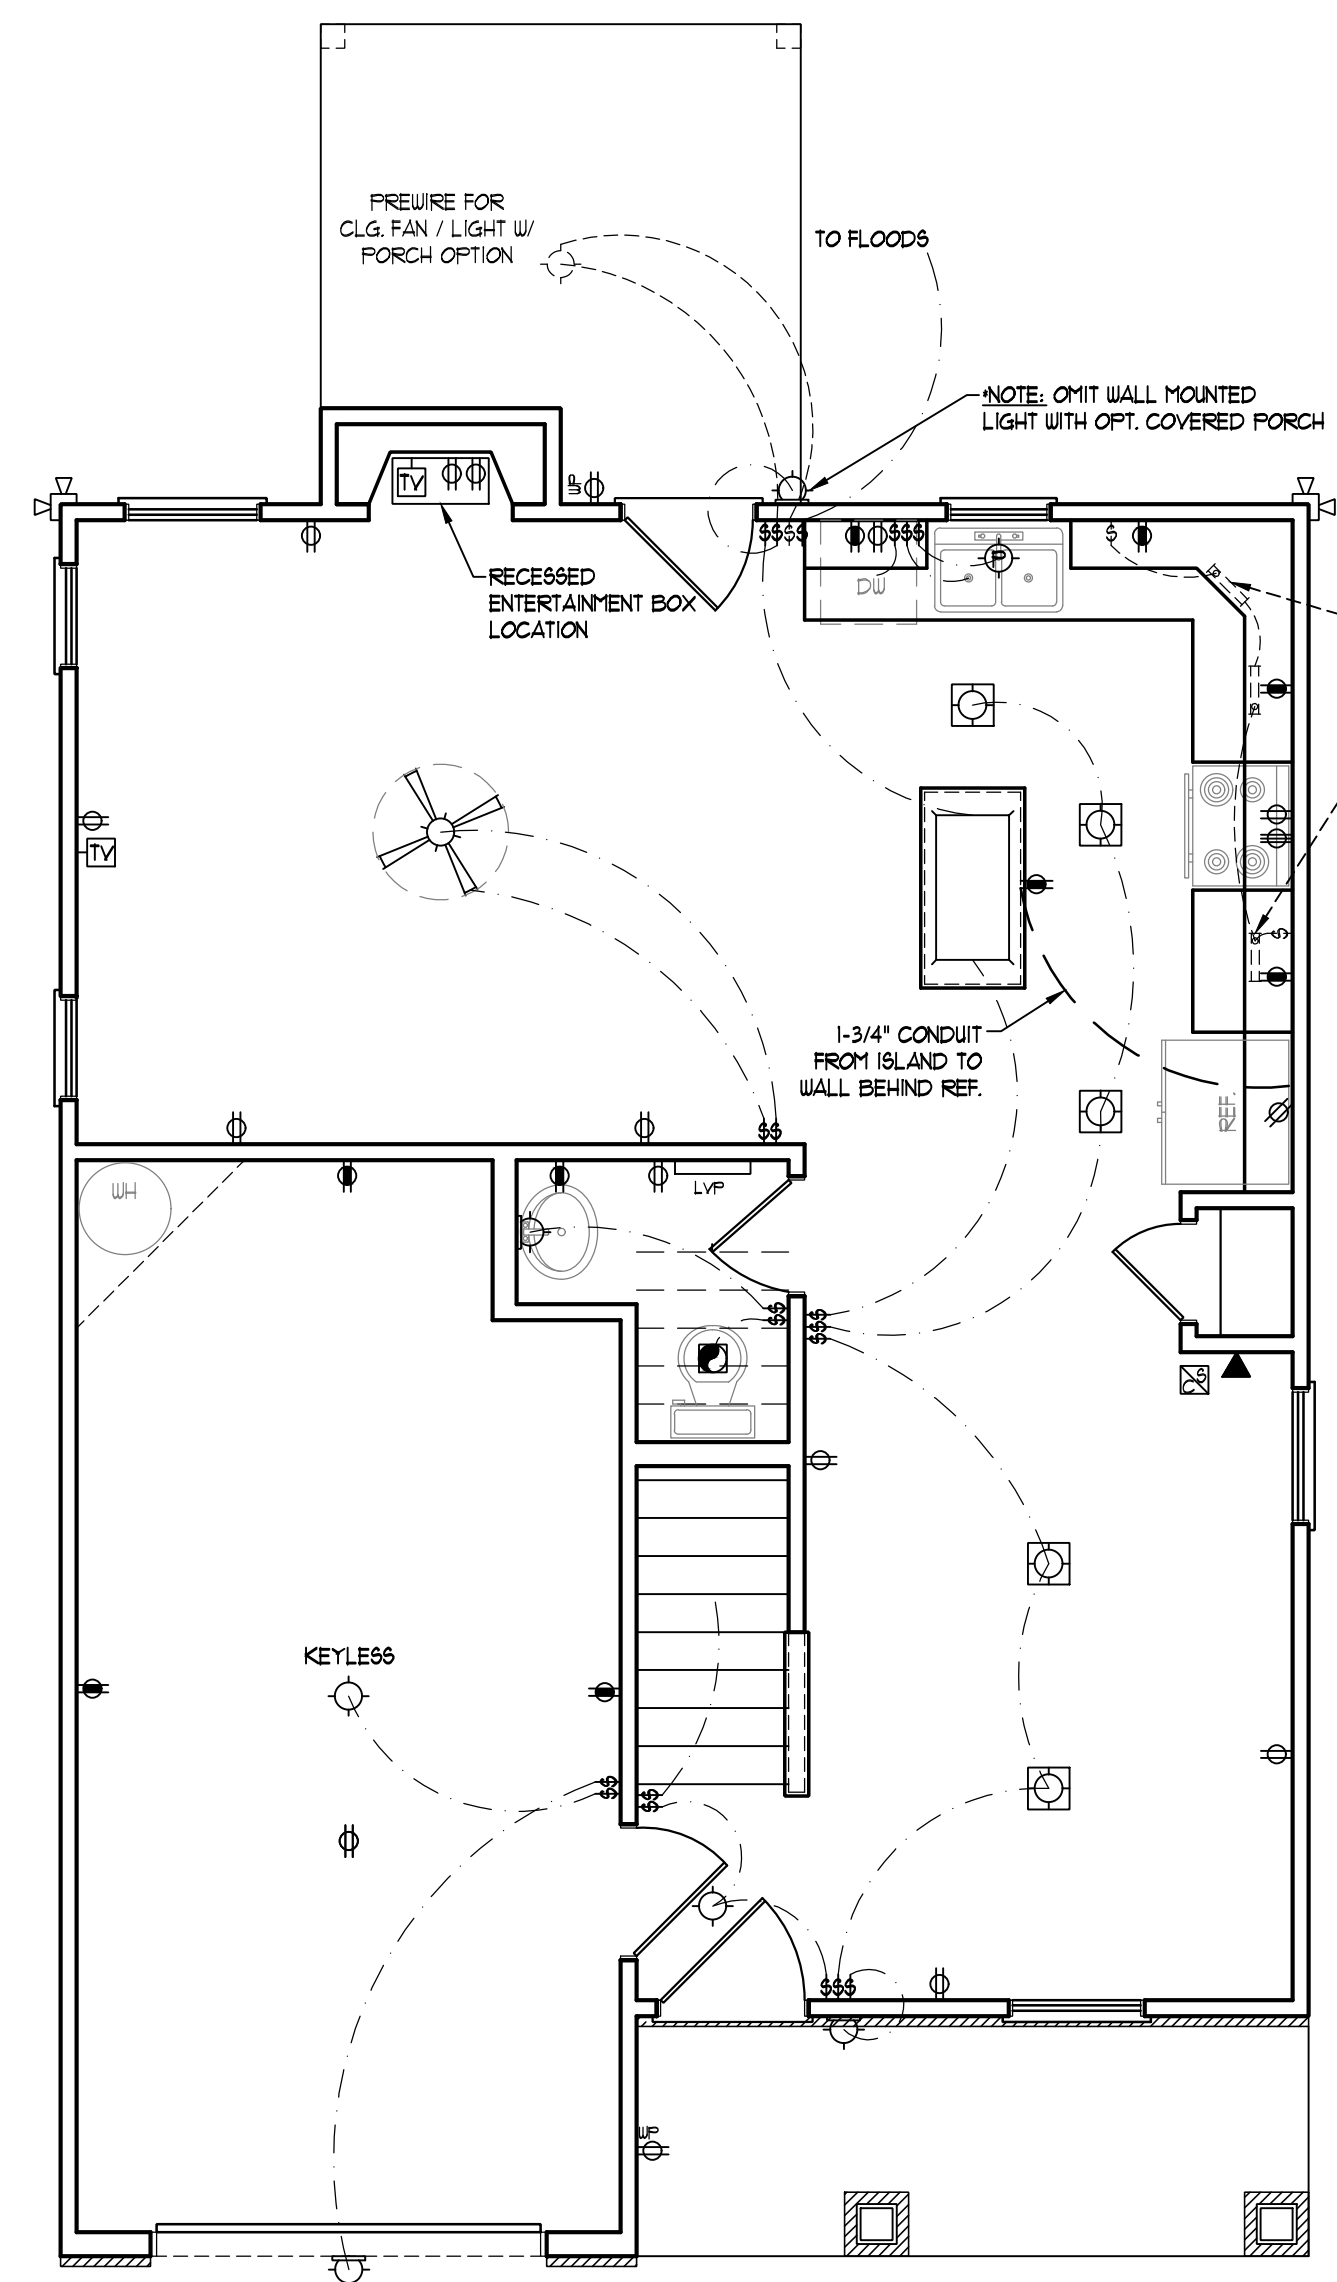 PREWIRE FOR
CLG. FAN / LIGHT W/
PORCH OPTION
TO FLOODS
*NOTE: OMIT WALL MOUNTED
LIGHT WITH OPT. COVERED PORCH
TV
WP
$$$$
$$$
$
P
DW
RECESSED
ENTERTAINMENT BOX
LOCATION
TV
$
1-3/4" CONDUIT
FROM ISLAND TO
WALL BEHIND REF.
REF.
$$
WH
LVP
$$
$$$
CS
KEYLESS
$$
$$
$$$
WP